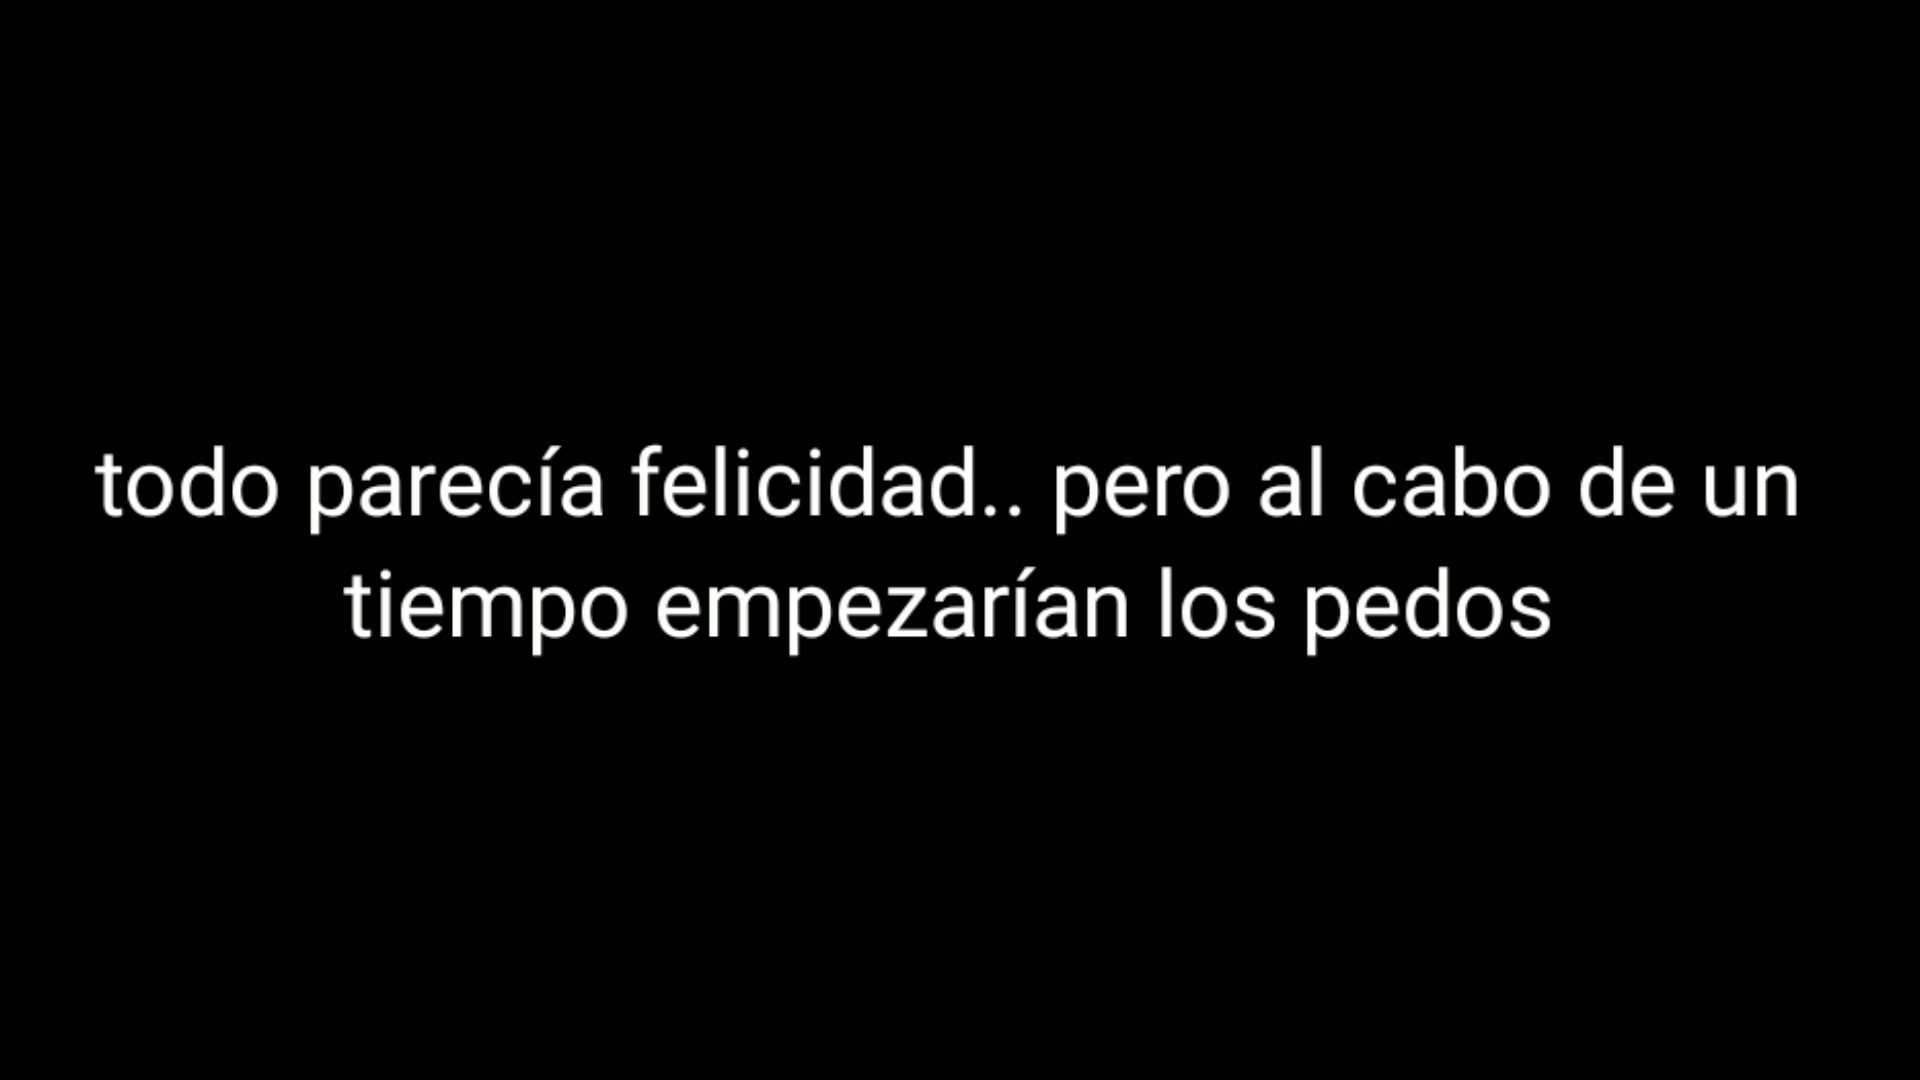 todo parecía felicidad.. pero al cabo de un
tiempo empezarían los pedos